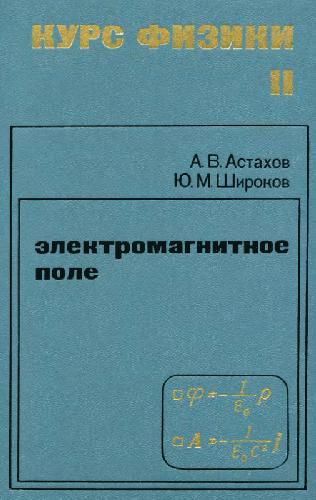 КУРС ФИЗИКИ
II
А. В. Астахов
Ю. М. Широков
электромагнитное
поле
□φ = -1/ε₀ ρ
□A = -1/ε₀c² j